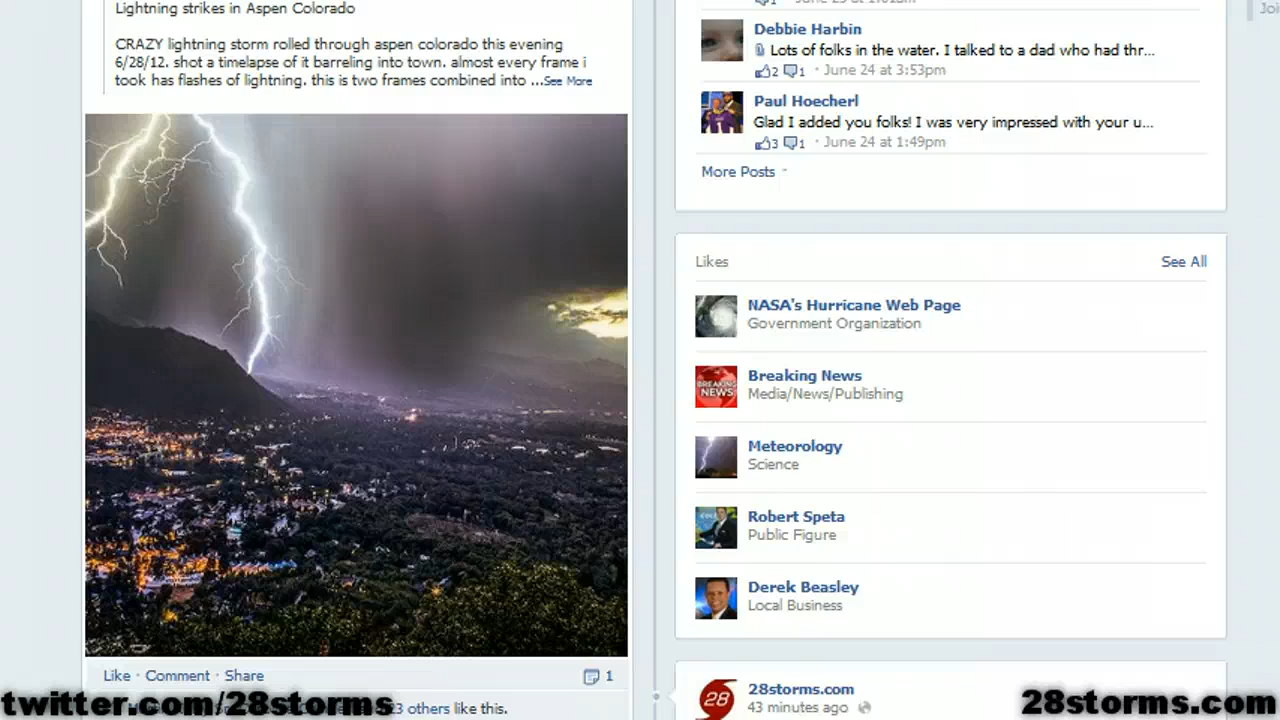 Lightning strikes in Aspen Colorado
CRAZY lightning storm rolled through aspen colorado this evening
6/28/12. shot a timelapse of it barreling into town. almost every frame i
took has flashes of lightning. this is two frames combined into ...See More
Like · Comment · Share
1
23 others like this.
twitter.com/28storms
Debbie Harbin
Lots of folks in the water. I talked to a dad who had thr...
2 1 · June 24 at 3:53pm
Paul Hoecherl
Glad I added you folks! I was very impressed with your u...
3 1 · June 24 at 1:49pm
More Posts
Likes
See All
NASA's Hurricane Web Page
Government Organization
BREAKING NEWS
Breaking News
Media/News/Publishing
Meteorology
Science
Robert Speta
Public Figure
Derek Beasley
Local Business
28
28storms.com
43 minutes ago
28storms.com